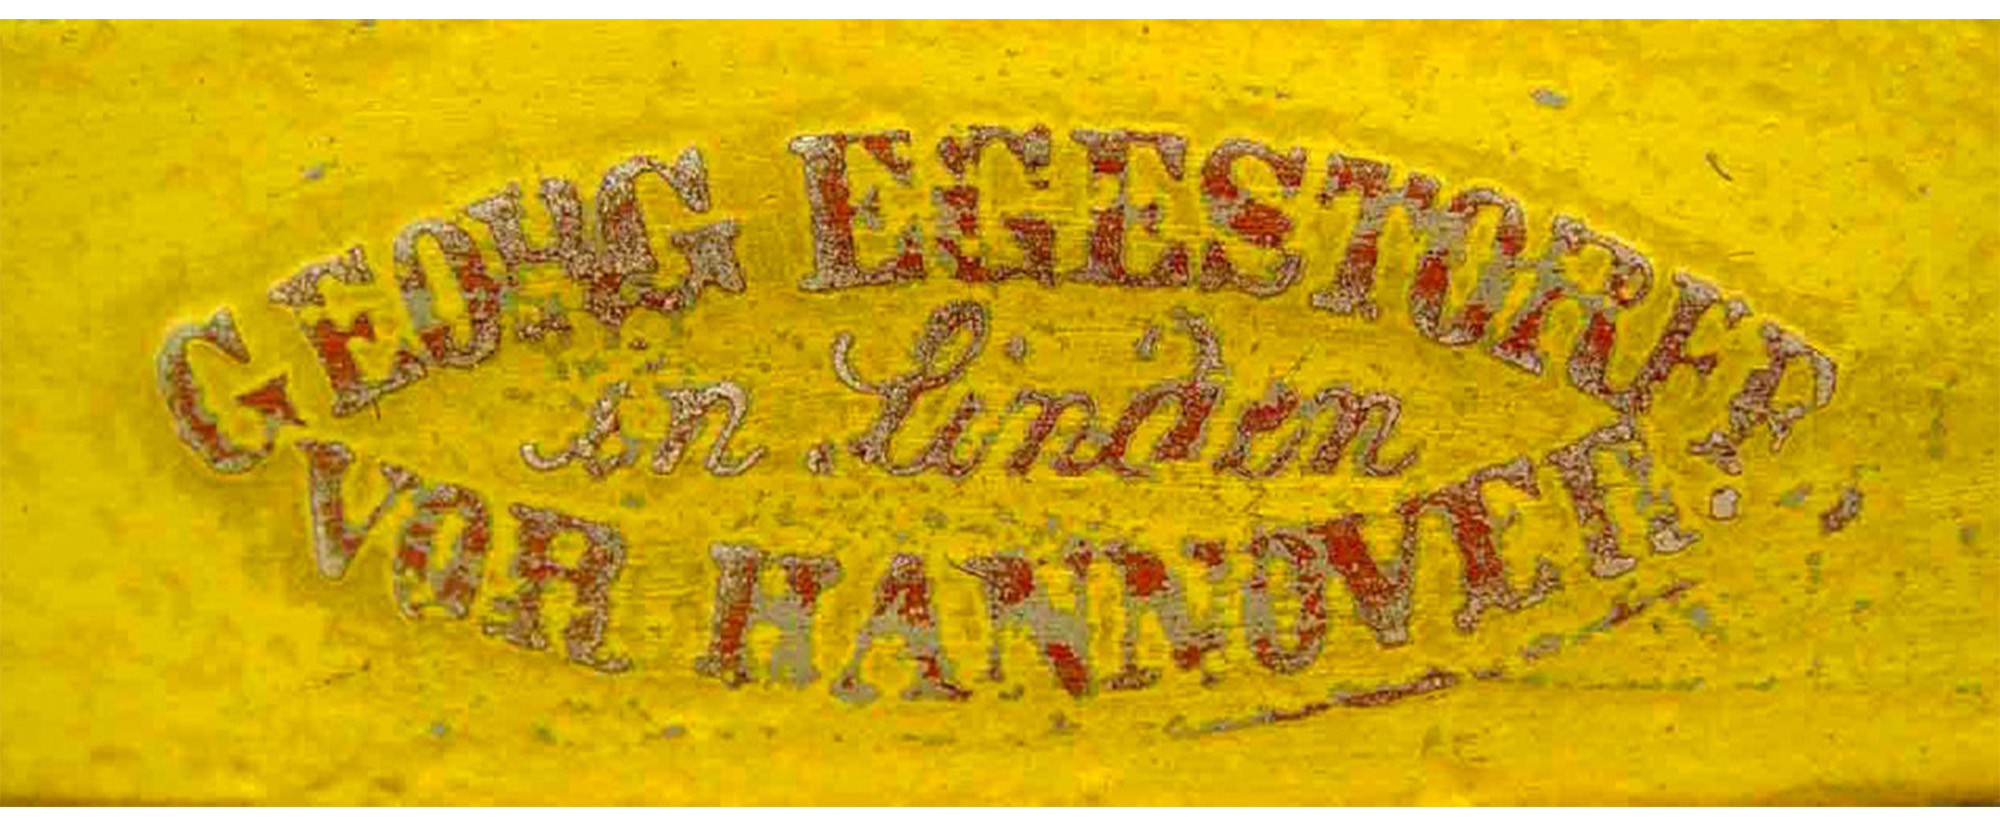 GEORG EGESTORFF
in Linden
VOR HANNOVER.